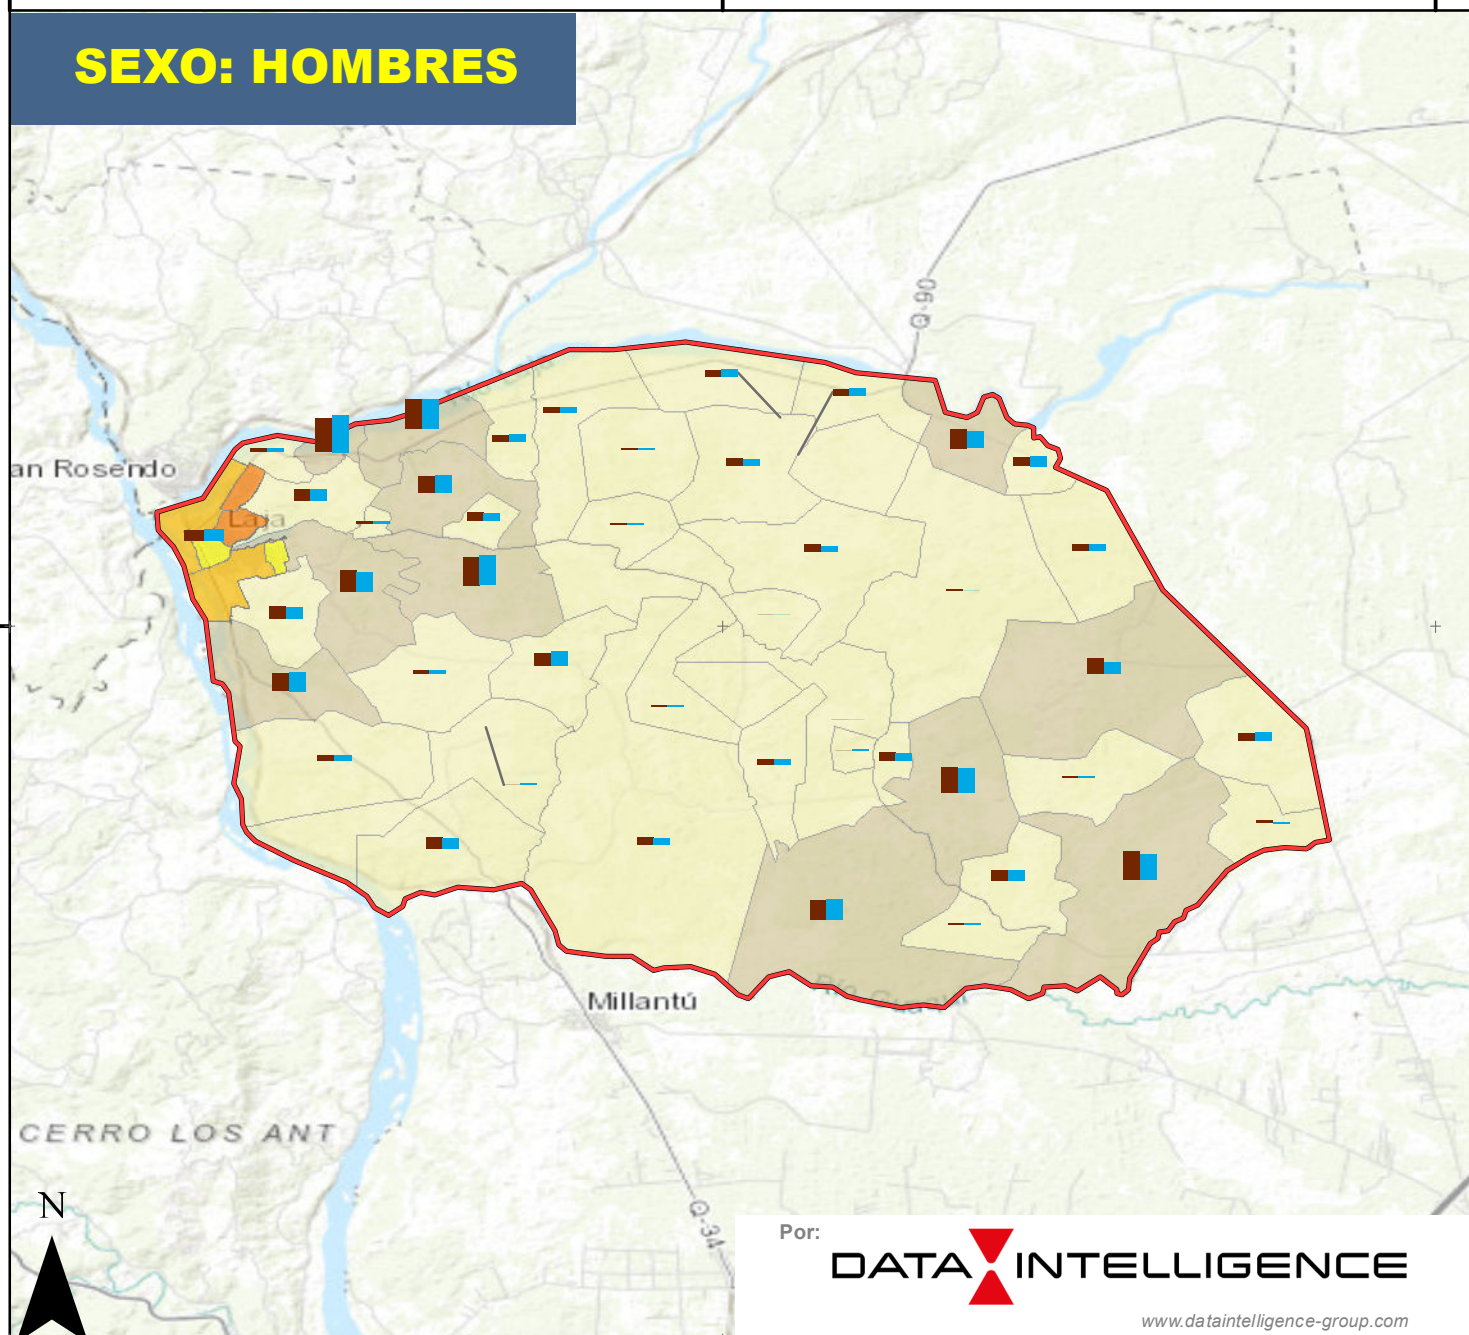 SEXO: HOMBRES
Q-90
an Rosendo
Laja
Millantú
CERRO LOS ANT
N
Q-34
Por:
DATA INTELLIGENCE
www.dataintelligence-group.com